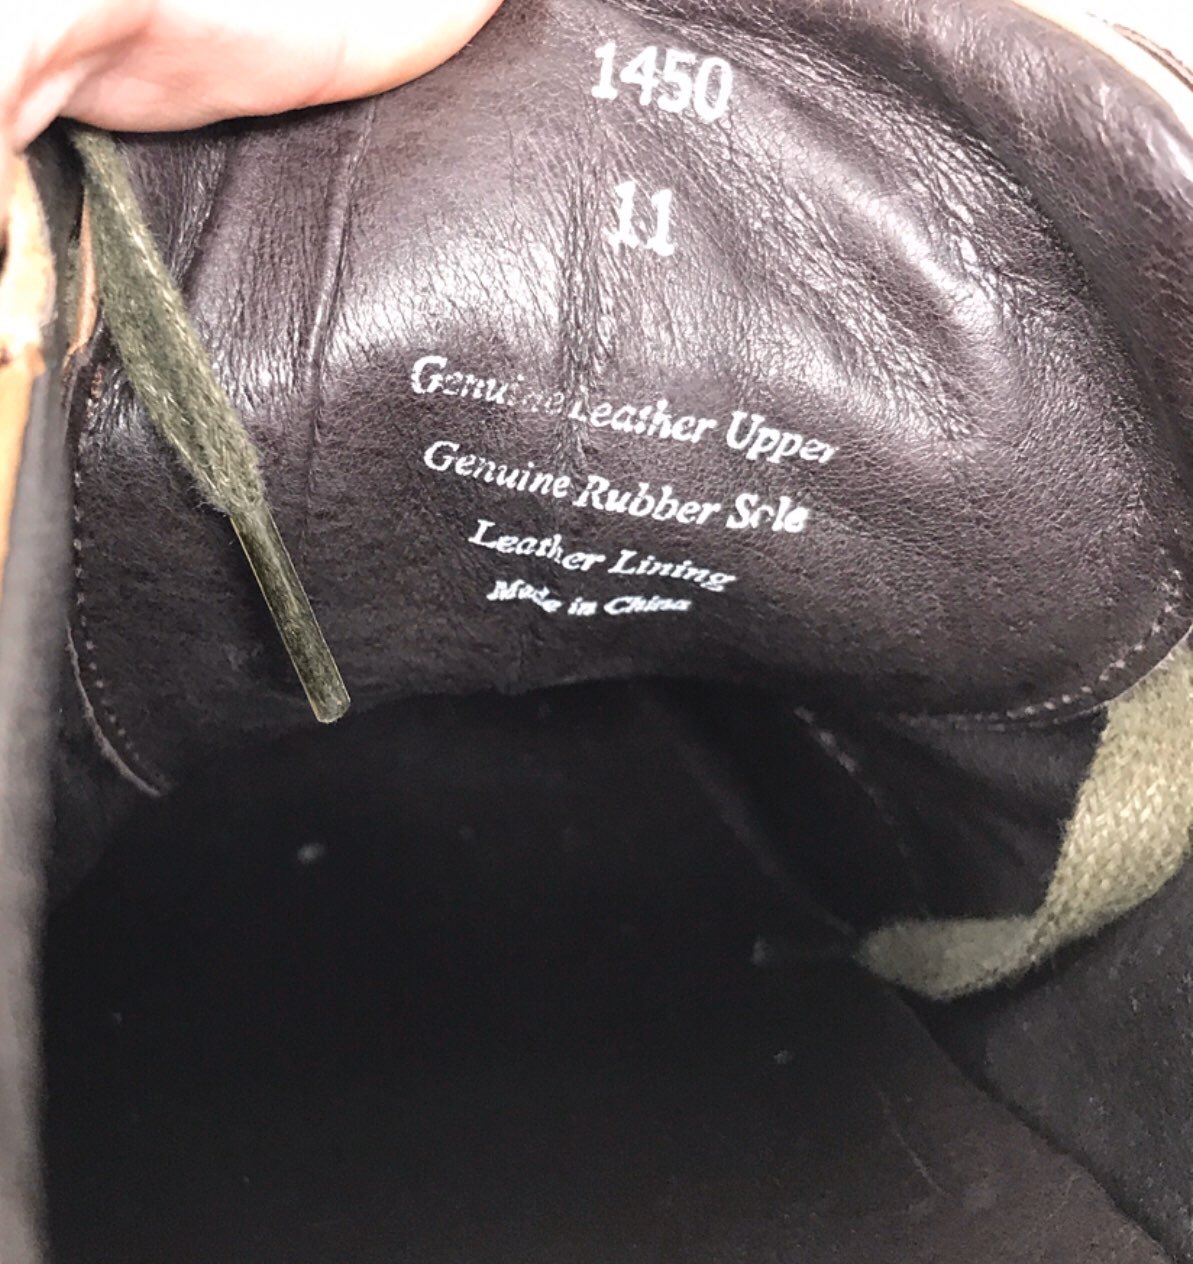 1450
11
Genuine Leather Upper
Genuine Rubber Sole
Leather Lining
Made in China